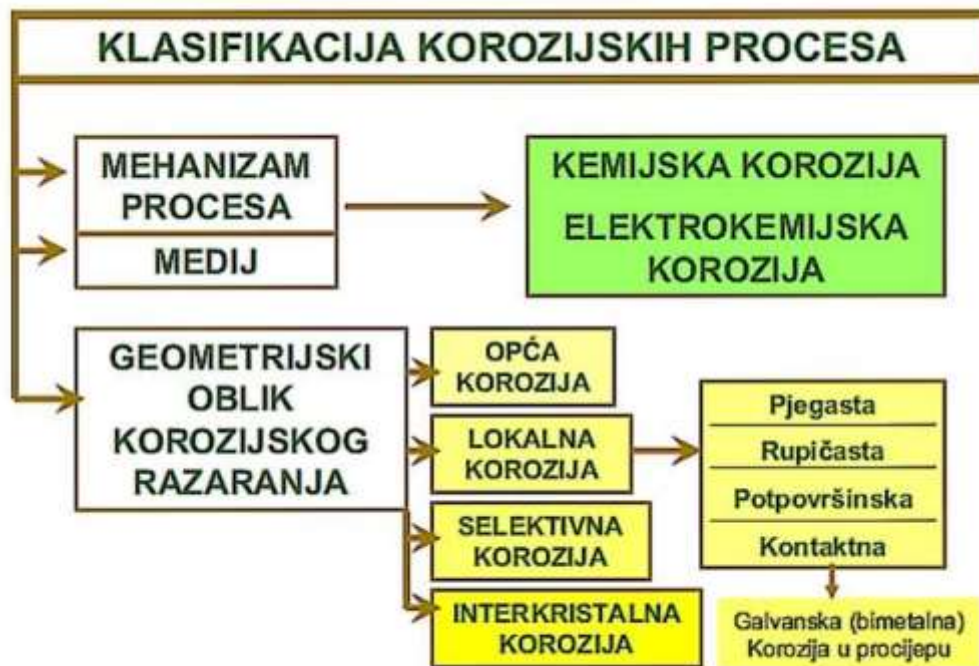 KLASIFIKACIJA KOROZIJSKIH PROCESA
MEHANIZAM
PROCESA
MEDIJ
KEMIJSKA KOROZIJA
ELEKTROKEMIJSKA
KOROZIJA
GEOMETRIJSKI
OBLIK
KOROZIJSKOG
RAZARANJA
OPĆA
KOROZIJA
LOKALNA
KOROZIJA
SELEKTIVNA
KOROZIJA
INTERKRISTALNA
KOROZIJA
Pjegasta
Rupičasta
Potpovršinska
Kontaktna
Galvanska (bimetalna)
Korozija u procijepu